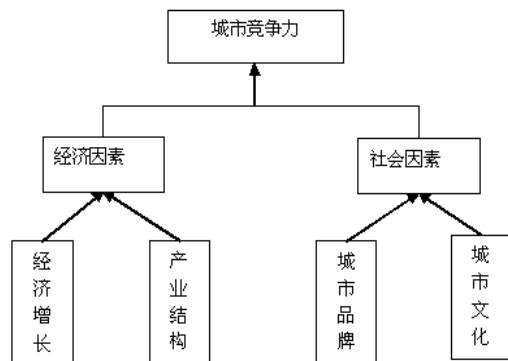 城市竞争力
经济因素
社会因素
经济增长
产业结构
城市品牌
城市文化